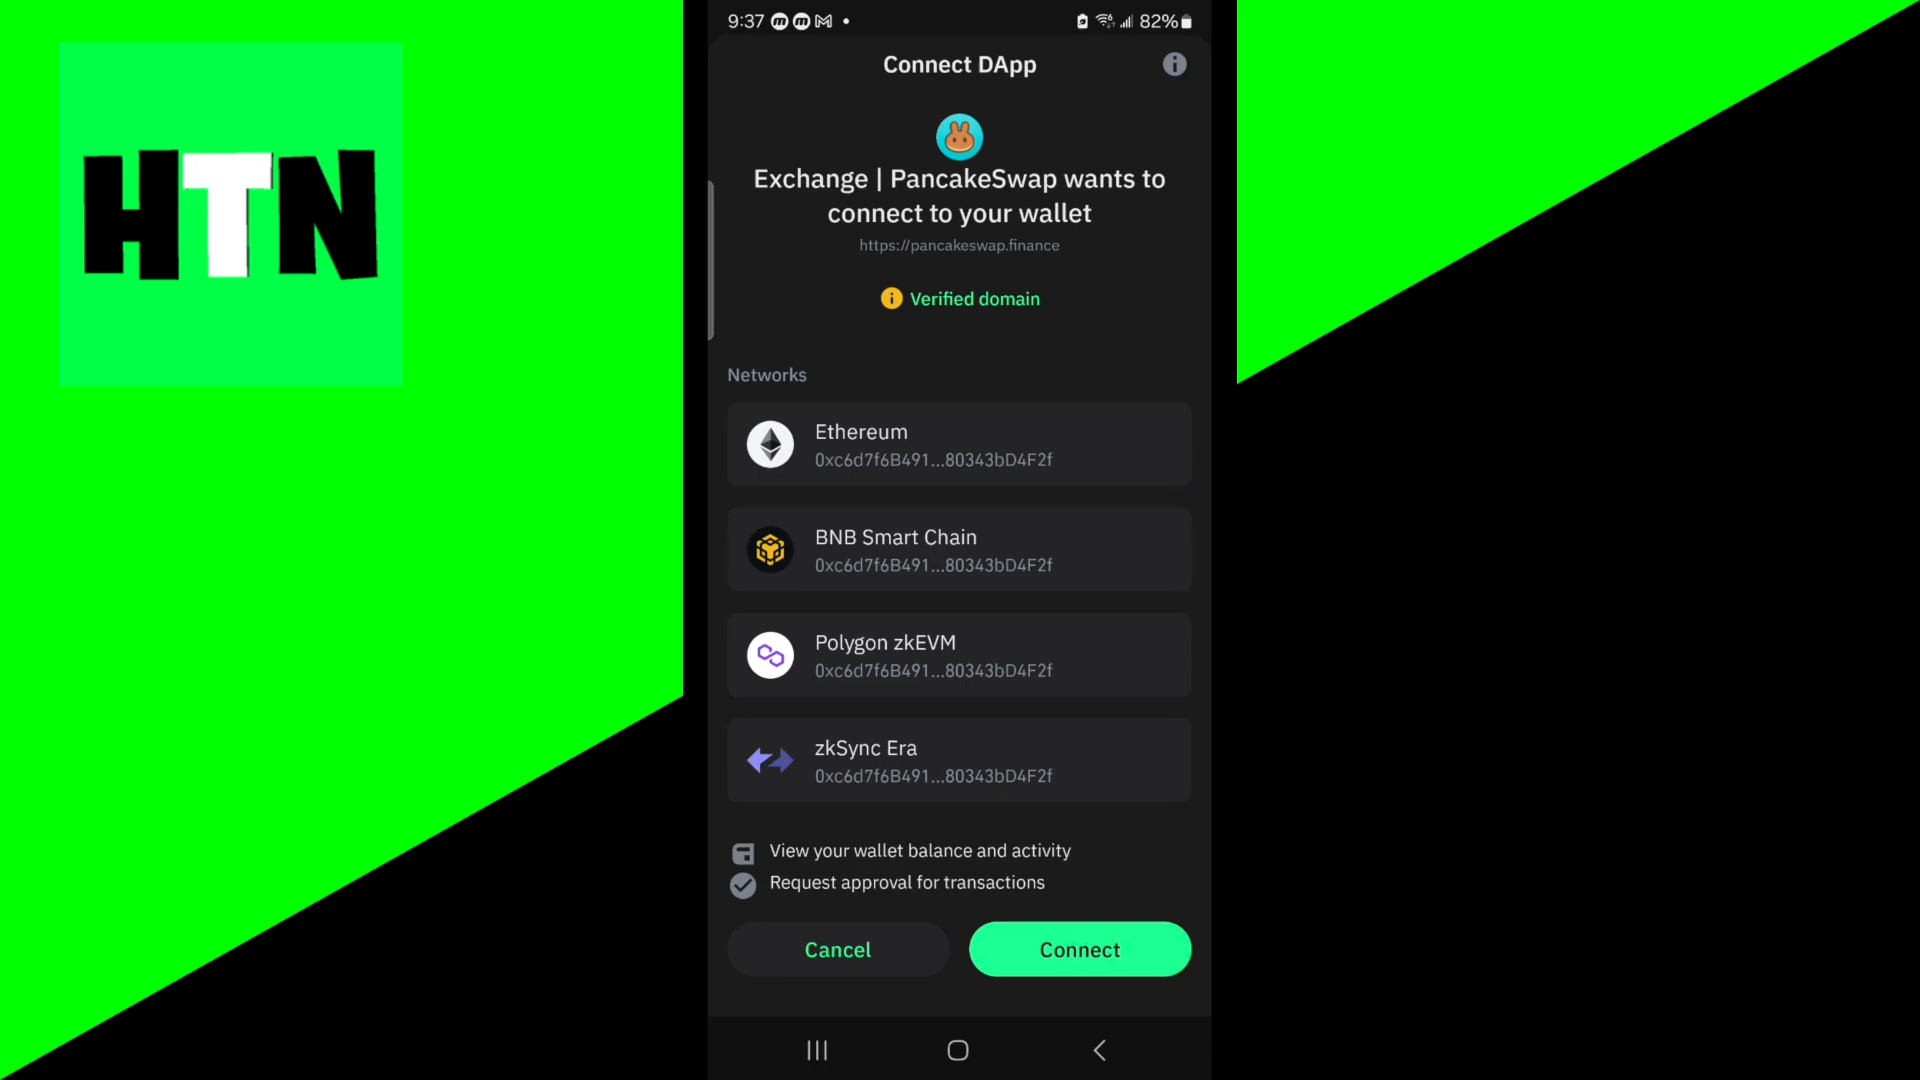 HTN
9:37
82%
Connect DApp
Exchange | PancakeSwap wants to
connect to your wallet
https://pancakeswap.finance
Verified domain
Networks
Ethereum
0xc6d7f6B491...80343bD4F2f
BNB Smart Chain
0xc6d7f6B491...80343bD4F2f
Polygon zkEVM
0xc6d7f6B491...80343bD4F2f
zkSync Era
0xc6d7f6B491...80343bD4F2f
View your wallet balance and activity
Request approval for transactions
Cancel
Connect